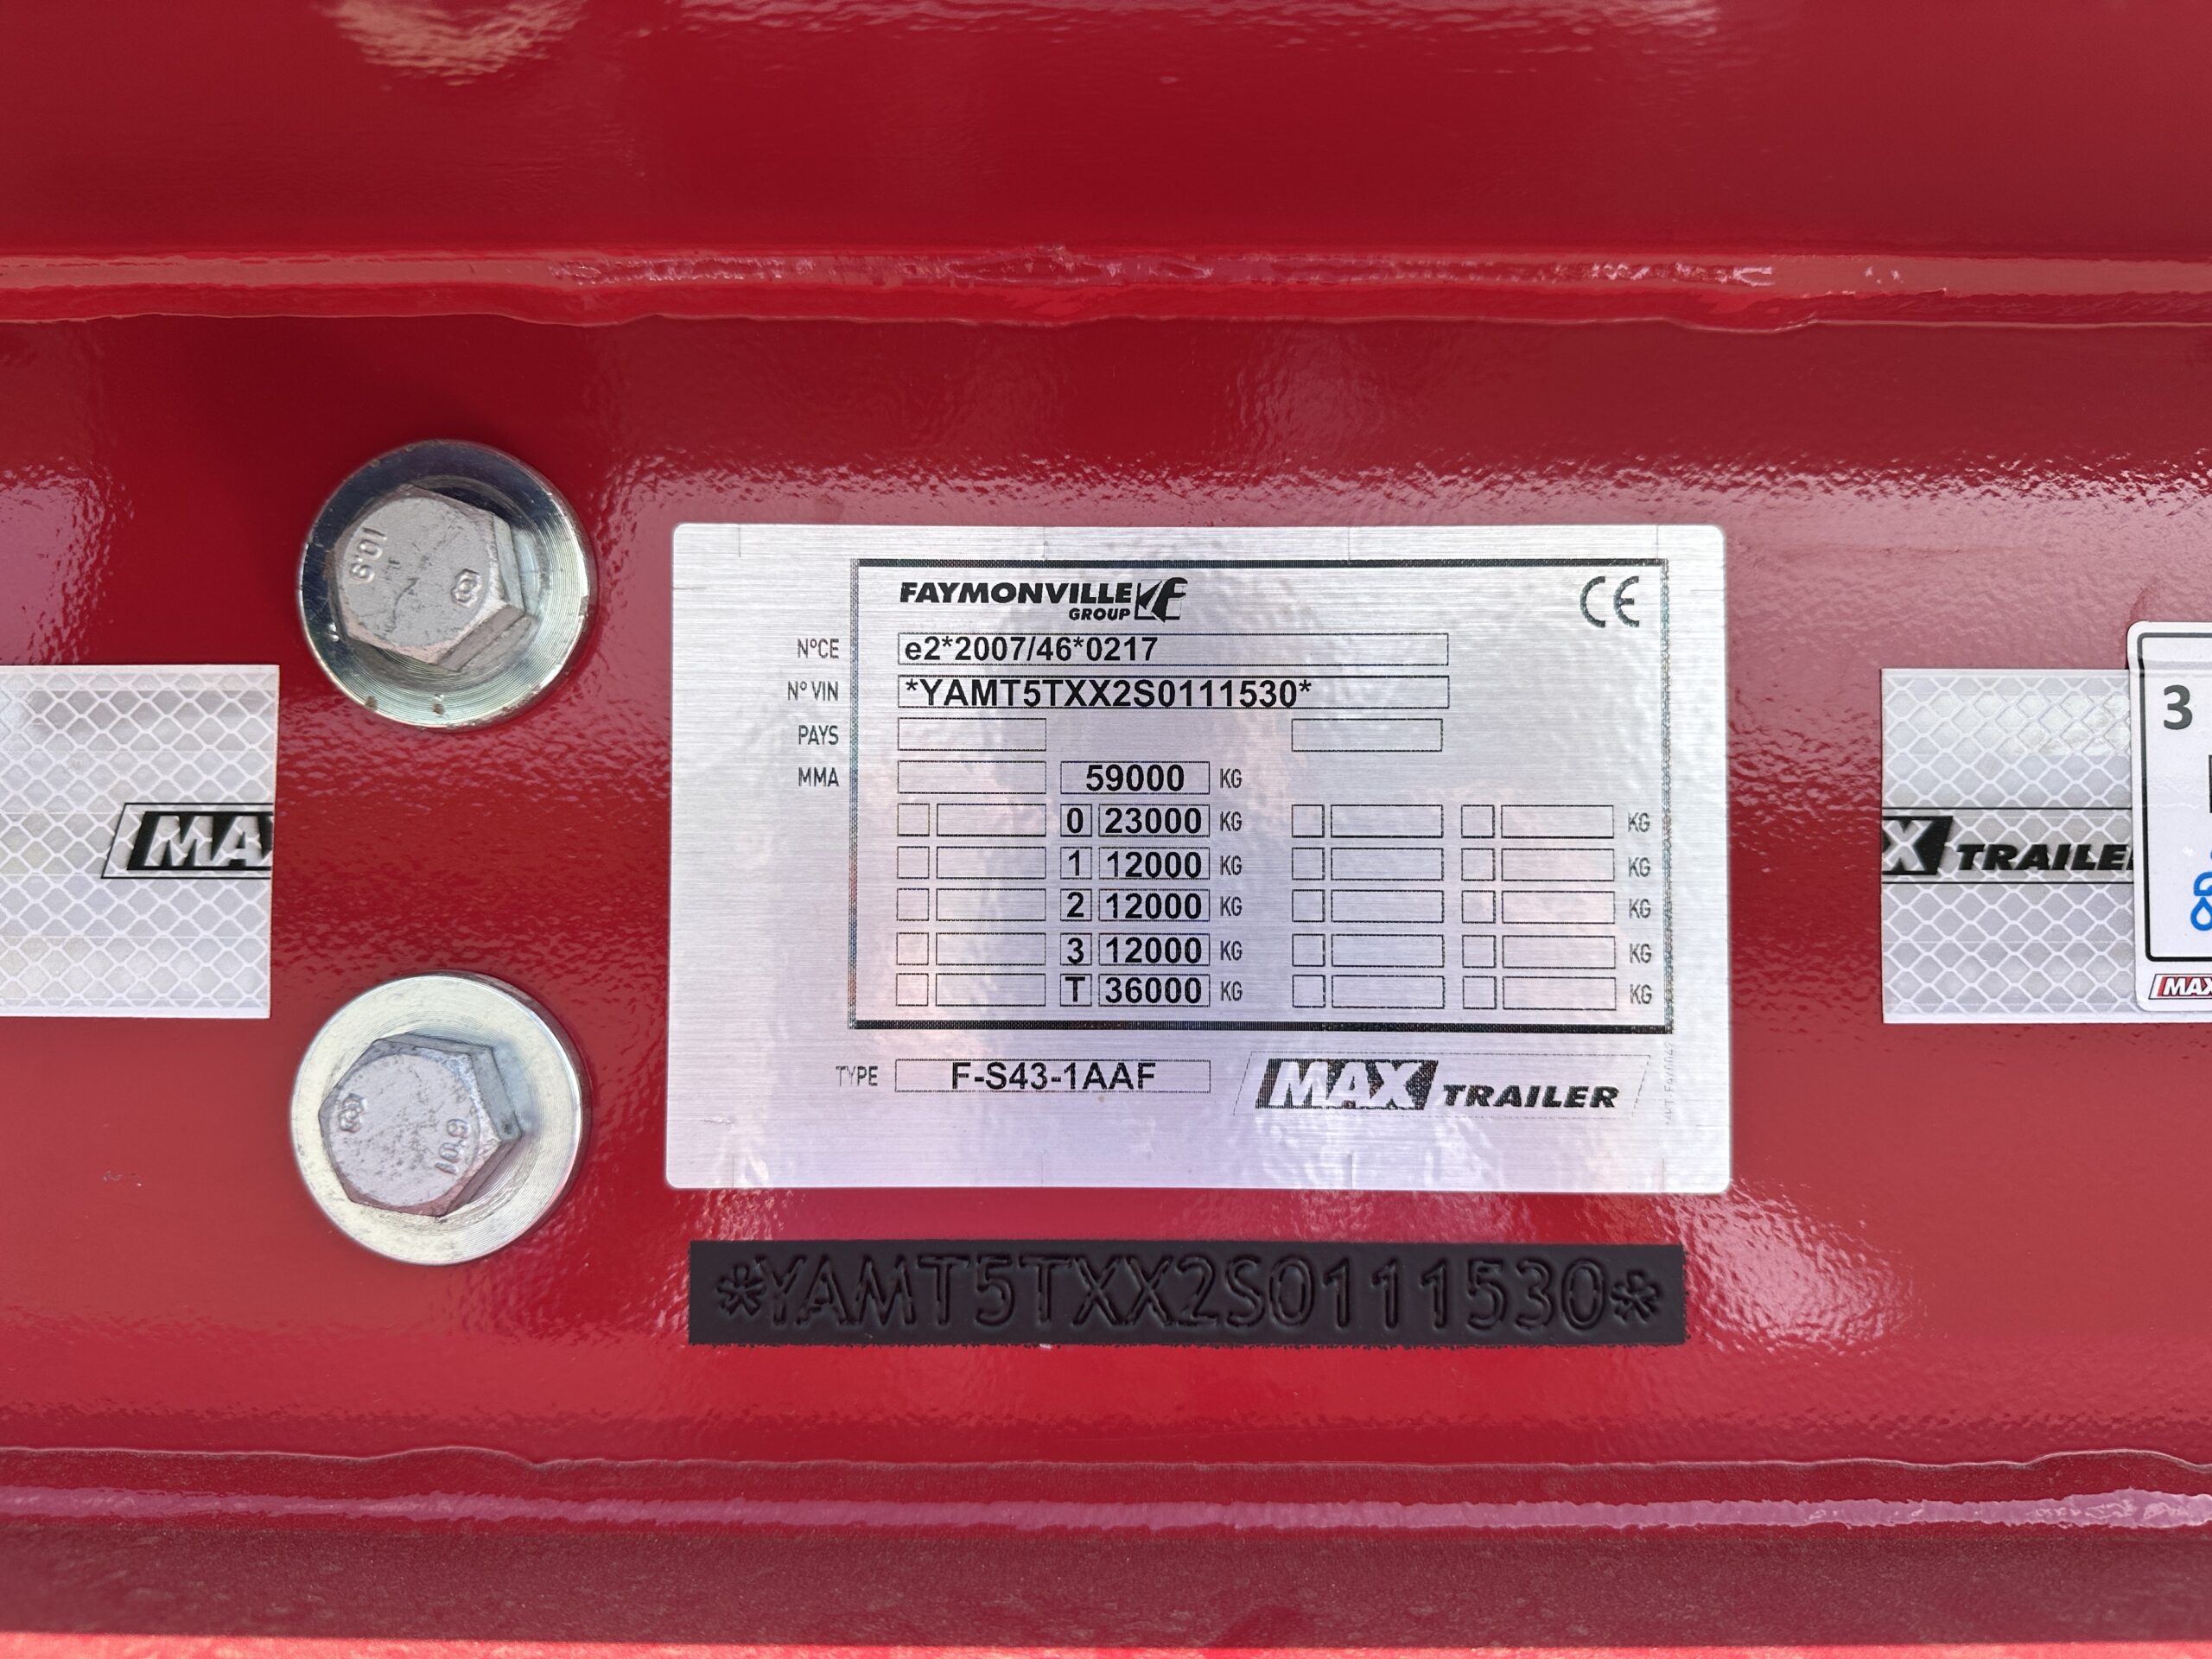 10.9
FAYMONVILLE
GROUP
CE
N°CE e2*2007/46*0217
N° VIN *YAMT5TXX2S0111530*
PAYS
MMA 59000 KG
0 23000 KG KG
1 12000 KG KG
2 12000 KG KG
3 12000 KG KG
T 36000 KG KG
TYPE F-S43-1AAF MAX TRAILER
MA
X TRAILE
3
MAX
10.9
*YAMT5TXX2S0111530*